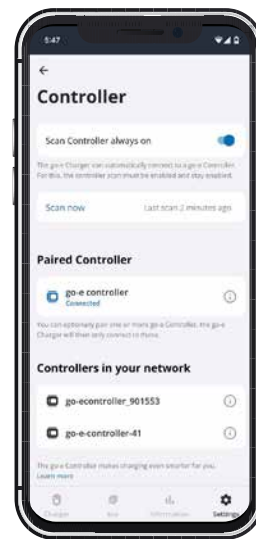 5:47
Controller
Scan Controller always on
The go-e Charger can automatically connect to a go-e Controller.
For this, the controller scan must be enabled and stay enabled.
Scan now Last scan 2 minutes ago
Paired Controller
go-e controller
Connected
You can optionally pair one or more go-e Controller, the go-e
Charger will then only connect to these.
Controllers in your network
go-econtroller_901553
go-e-controller-41
The go-e Controller makes charging even smarter for you.
Learn more
Charger Eco Information Settings